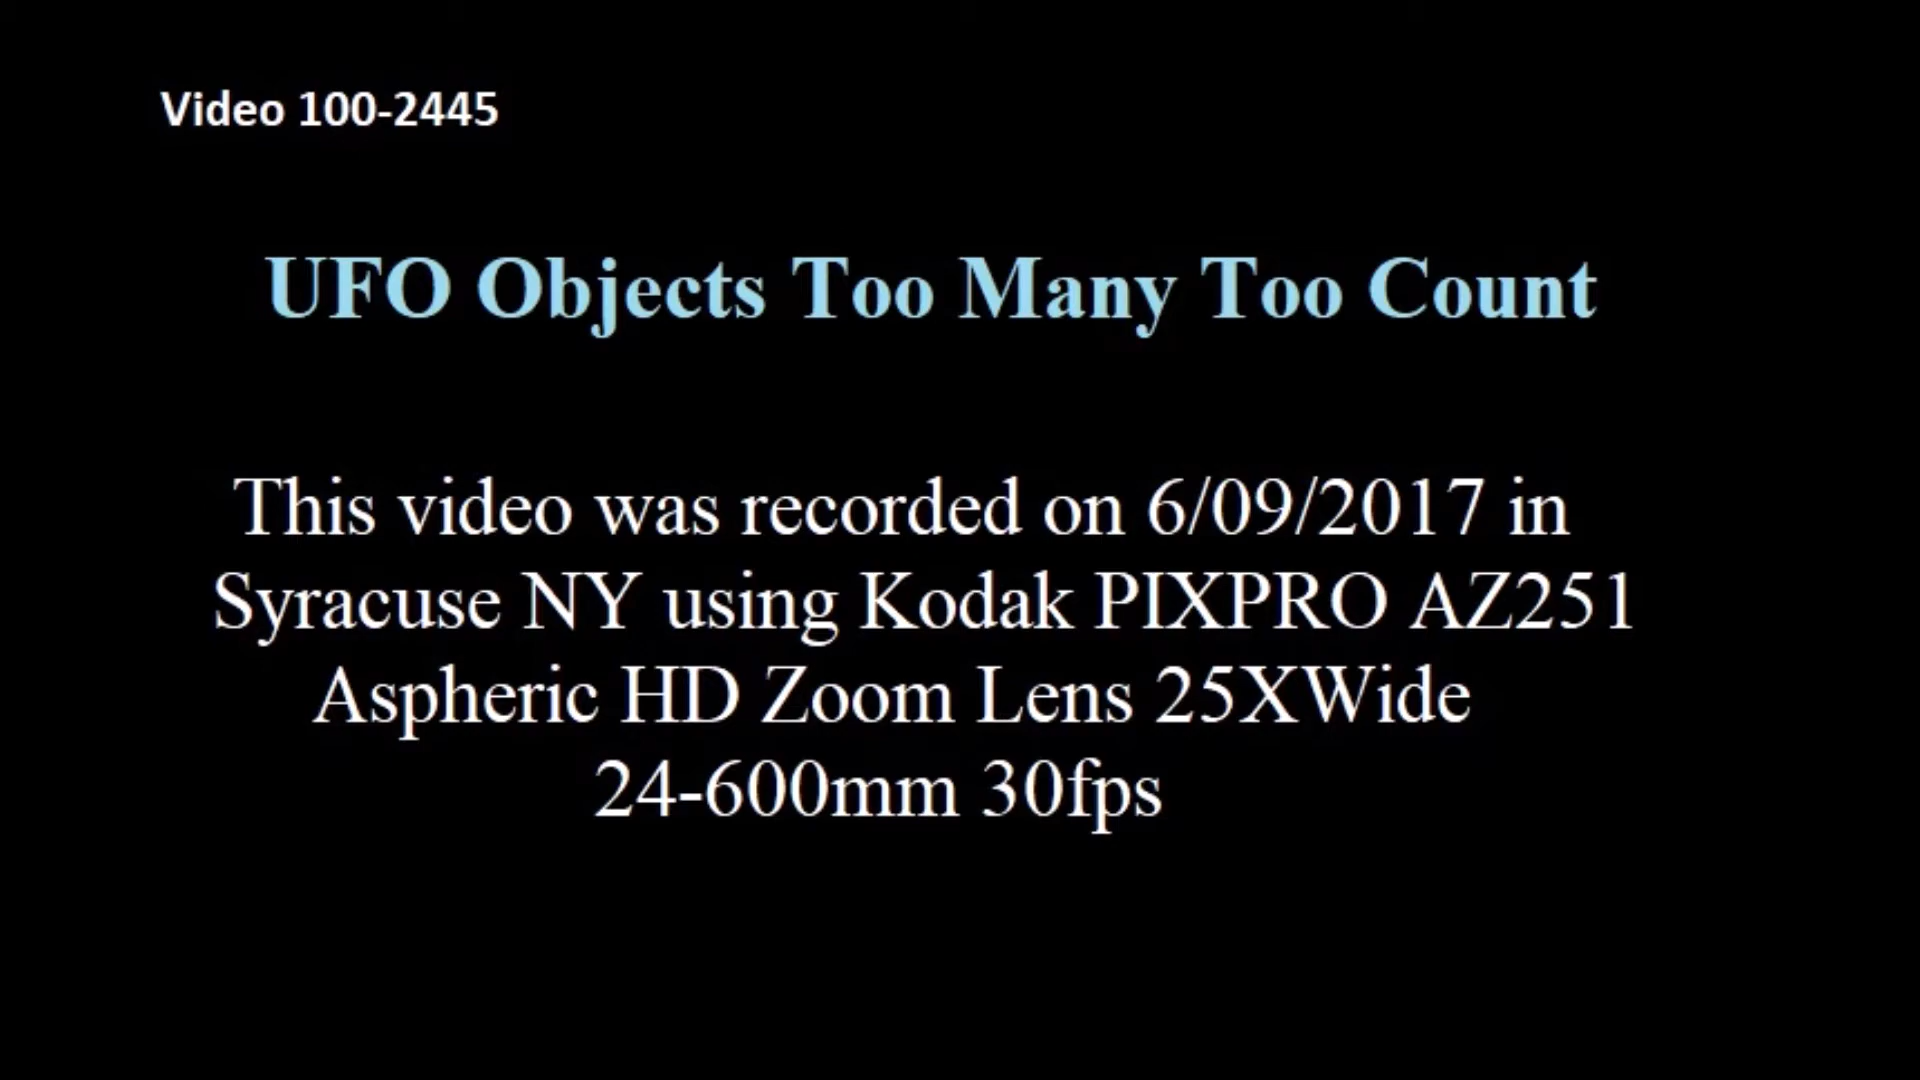 Video 100-2445
UFO Objects Too Many Too Count
This video was recorded on 6/09/2017 in
Syracuse NY using Kodak PIXPRO AZ251
Aspheric HD Zoom Lens 25XWide
24-600mm 30fps